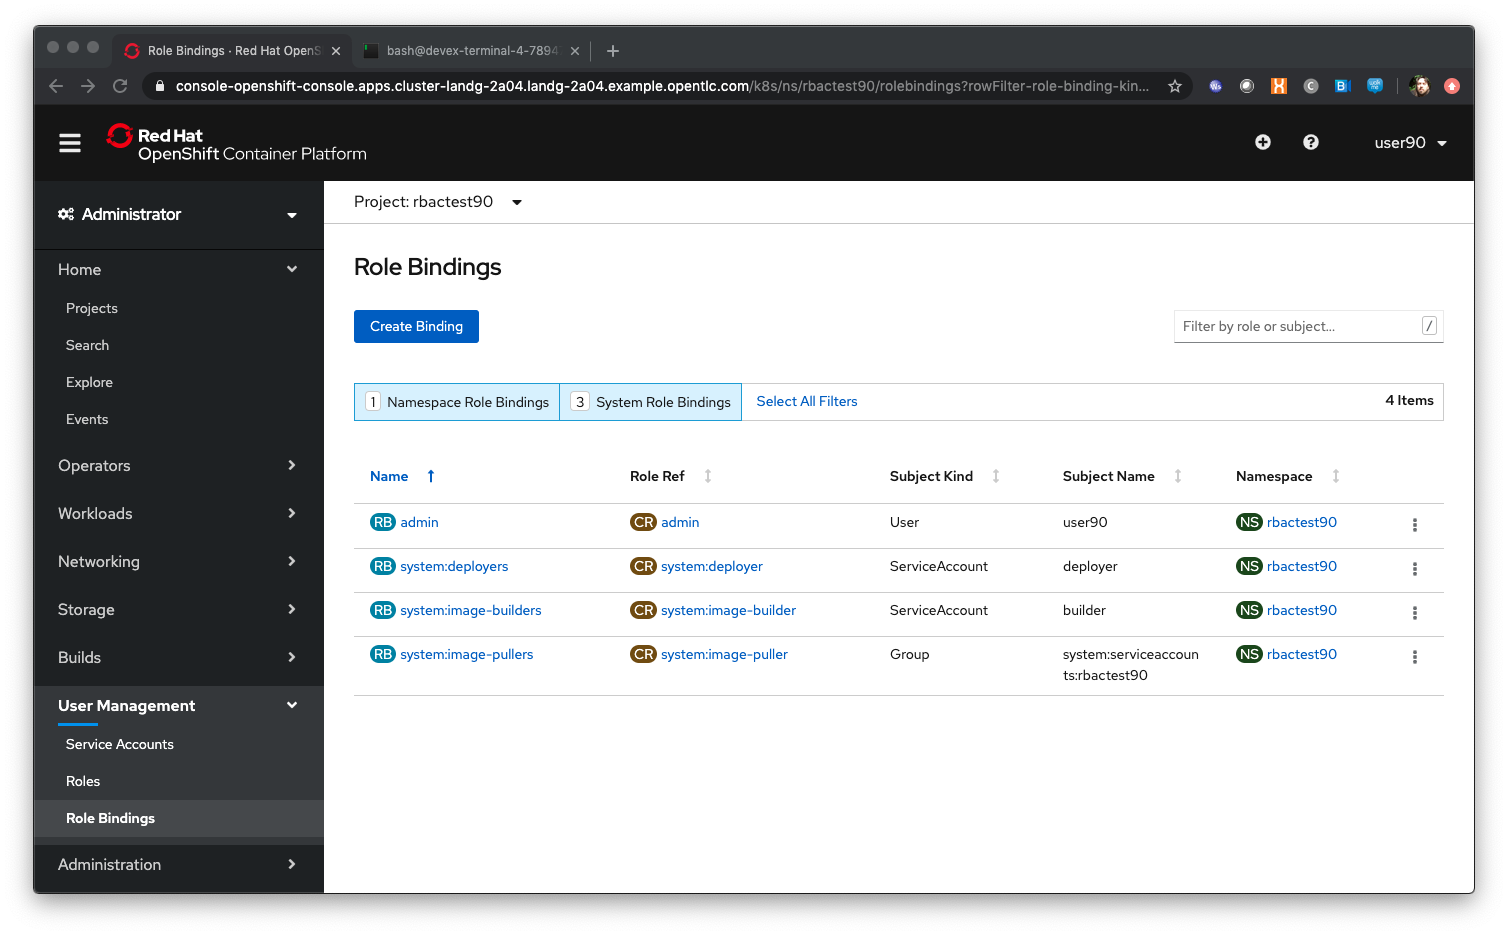 Role Bindings · Red Hat OpenS
bash@devex-terminal-4-7894
console-openshift-console.apps.cluster-landg-2a04.landg-2a04.example.opentlc.com/k8s/ns/rbactest90/rolebindings?rowFilter-role-binding-kin...
Red Hat
OpenShift Container Platform
user90
Administrator
Home
Projects
Search
Explore
Events
Operators
Workloads
Networking
Storage
Builds
User Management
Service Accounts
Roles
Role Bindings
Administration
Project: rbactest90
Role Bindings
Create Binding
Filter by role or subject... /
1 Namespace Role Bindings 3 System Role Bindings Select All Filters 4 Items
Name Role Ref Subject Kind Subject Name Namespace
RB admin CR admin User user90 NS rbactest90
RB system:deployers CR system:deployer ServiceAccount deployer NS rbactest90
RB system:image-builders CR system:image-builder ServiceAccount builder NS rbactest90
RB system:image-pullers CR system:image-puller Group system:serviceaccoun NS rbactest90
ts:rbactest90